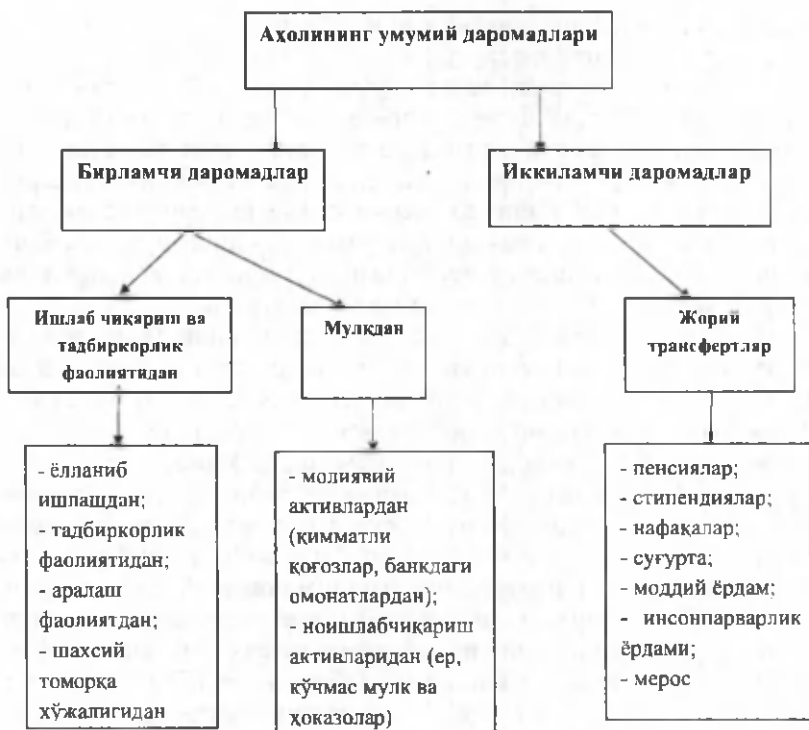 Аҳолининг умумий даромадлари
Бирламчи даромадлар
Иккиламчи даромадлар
Ишлаб чиқариш ва
тадбиркорлик
фаолиятидан
Мулкдан
Жорий
трансфертлар
- ёлланиб
ишлашдан;
- тадбиркорлик
фаолиятидан;
- аралаш
фаолиятдан;
- шахсий
томорқа
хўжалигидан
- молиявий
активлардан
(қимматли
қоғозлар, банкдаги
омонатлардан);
- ноишлабчиқариш
активларидан (ер,
кўчмас мулк ва
ҳоказолар)
- пенсиялар;
- стипендиялар;
- нафақалар;
- суғурта;
- моддий ёрдам;
- инсонпарварлик
ёрдами;
- мерос